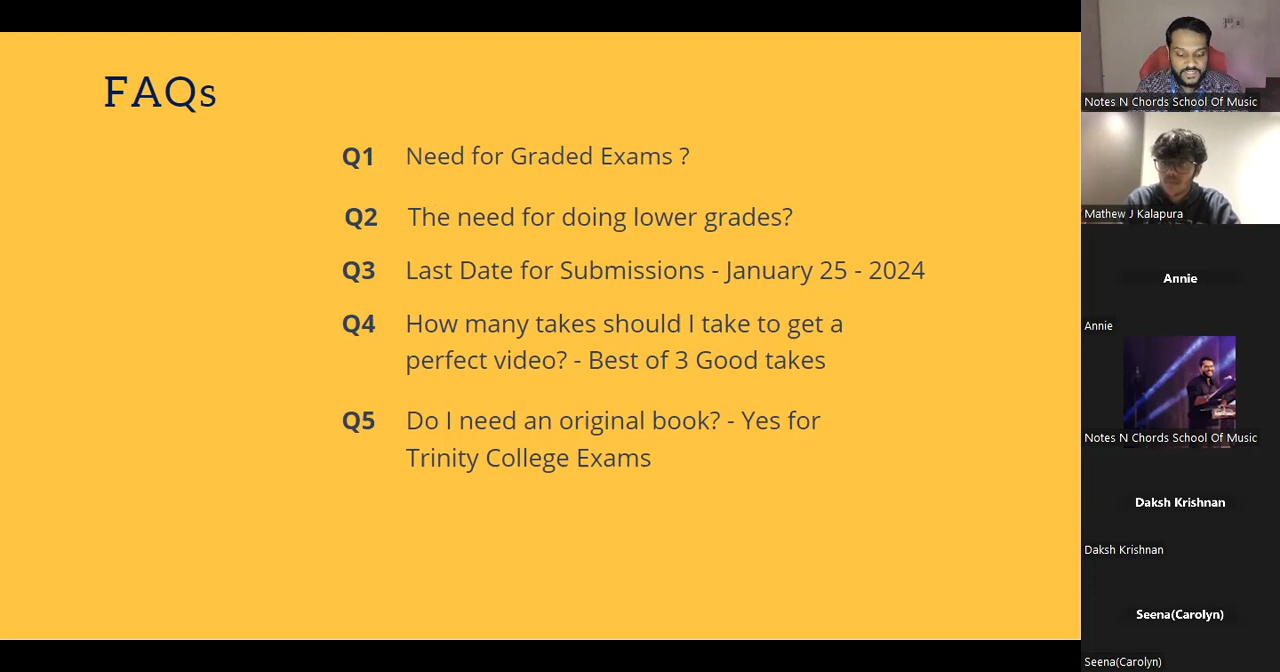 FAQs
Q1 Need for Graded Exams ?
Q2 The need for doing lower grades?
Q3 Last Date for Submissions - January 25 - 2024
Q4 How many takes should I take to get a
perfect video? - Best of 3 Good takes
Q5 Do I need an original book? - Yes for
Trinity College Exams
Notes N Chords School Of Music
Mathew J Kalapura
Annie
Annie
Notes N Chords School Of Music
Daksh Krishnan
Daksh Krishnan
Seena(Carolyn)
Seena(Carolyn)